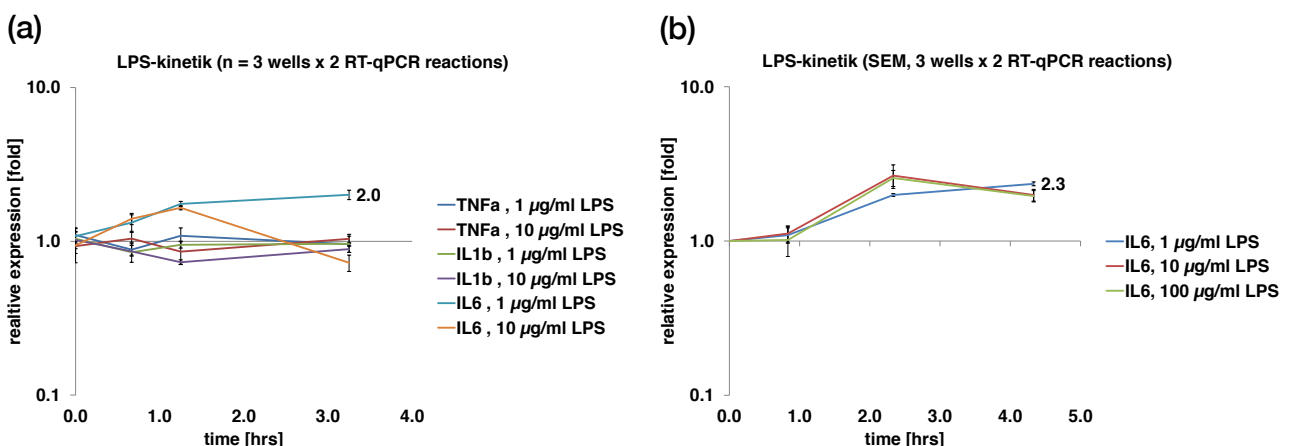 (a)
LPS-kinetik (n = 3 wells x 2 RT-qPCR reactions)
realtive expression [fold]
10.0
1.0
0.1
0.0 1.0 2.0 3.0 4.0
time [hrs]
2.0
TNFa , 1 µg/ml LPS
TNFa , 10 µg/ml LPS
IL1b , 1 µg/ml LPS
IL1b , 10 µg/ml LPS
IL6 , 1 µg/ml LPS
IL6 , 10 µg/ml LPS
(b)
LPS-kinetik (SEM, 3 wells x 2 RT-qPCR reactions)
relative expression [fold]
10.0
1.0
0.1
0.0 1.0 2.0 3.0 4.0 5.0
time [hrs]
2.3
IL6, 1 µg/ml LPS
IL6, 10 µg/ml LPS
IL6, 100 µg/ml LPS